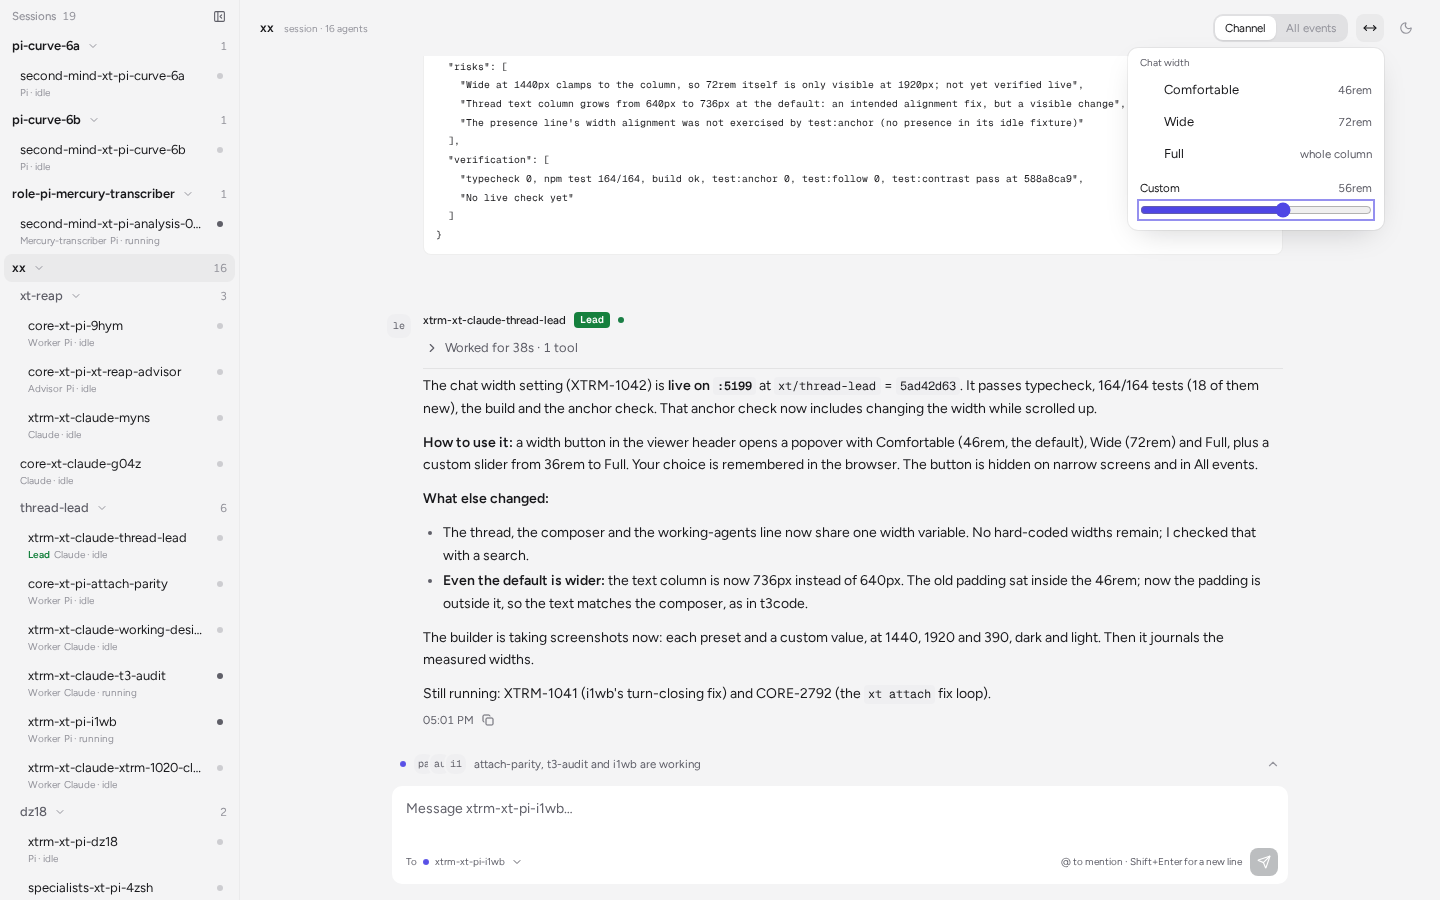 Sessions 19
pi-curve-6a 1
second-mind-xt-pi-curve-6a
Pi · idle
pi-curve-6b 1
second-mind-xt-pi-curve-6b
Pi · idle
role-pi-mercury-transcriber 1
second-mind-xt-pi-analysis-0...
Mercury-transcriber Pi · running
xx 16
xt-reap 3
core-xt-pi-9hym
Worker Pi · idle
core-xt-pi-xt-reap-advisor
Advisor Pi · idle
xtrm-xt-claude-myns
Claude · idle
core-xt-claude-g04z
Claude · idle
thread-lead 6
xtrm-xt-claude-thread-lead
Lead Claude · idle
core-xt-pi-attach-parity
Worker Pi · idle
xtrm-xt-claude-working-desi...
Worker Claude · idle
xtrm-xt-claude-t3-audit
Worker Claude · running
xtrm-xt-pi-i1wb
Worker Pi · running
xtrm-xt-claude-xtrm-1020-cl...
Worker Claude · idle
dz18 2
xtrm-xt-pi-dz18
Pi · idle
specialists-xt-pi-4zsh
xx session · 16 agents
Channel All events
Chat width
Comfortable 46rem
Wide 72rem
Full whole column
Custom 56rem
"risks": [
"Wide at 1440px clamps to the column, so 72rem itself is only visible at 1920px; not yet verified live",
"Thread text column grows from 640px to 736px at the default: an intended alignment fix, but a visible change",
"The presence line's width alignment was not exercised by test:anchor (no presence in its idle fixture)"
],
"verification": [
"typecheck 0, npm test 164/164, build ok, test:anchor 0, test:follow 0, test:contrast pass at 588a8ca9",
"No live check yet"
]
}
le xtrm-xt-claude-thread-lead Lead
Worked for 38s · 1 tool
The chat width setting (XTRM-1042) is live on :5199 at xt/thread-lead = 5ad42d63. It passes typecheck, 164/164 tests (18 of them
new), the build and the anchor check. That anchor check now includes changing the width while scrolled up.
How to use it: a width button in the viewer header opens a popover with Comfortable (46rem, the default), Wide (72rem) and Full, plus a
custom slider from 36rem to Full. Your choice is remembered in the browser. The button is hidden on narrow screens and in All events.
What else changed:
• The thread, the composer and the working-agents line now share one width variable. No hard-coded widths remain; I checked that
with a search.
• Even the default is wider: the text column is now 736px instead of 640px. The old padding sat inside the 46rem; now the padding is
outside it, so the text matches the composer, as in t3code.
The builder is taking screenshots now: each preset and a custom value, at 1440, 1920 and 390, dark and light. Then it journals the
measured widths.
Still running: XTRM-1041 (i1wb's turn-closing fix) and CORE-2792 (the xt attach fix loop).
05:01 PM
pa au i1 attach-parity, t3-audit and i1wb are working
Message xtrm-xt-pi-i1wb...
To xtrm-xt-pi-i1wb
@ to mention · Shift+Enter for a new line